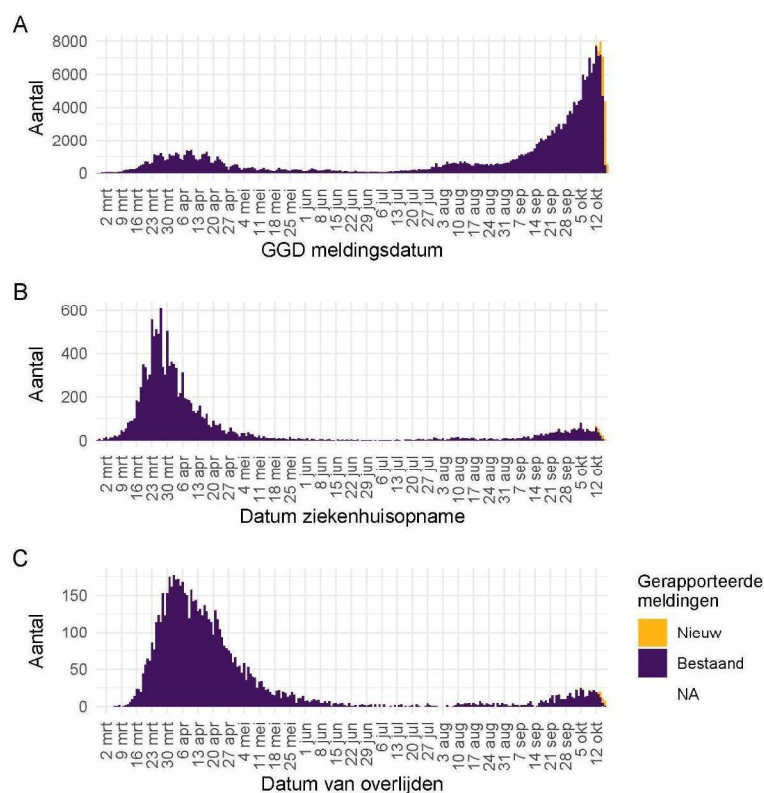 A
8000
6000
4000
2000
0
Aantal
2 mrt
9 mrt
16 mrt
23 mrt
30 mrt
6 apr
13 apr
20 apr
27 apr
4 mei
11 mei
18 mei
25 mei
1 jun
8 jun
15 jun
22 jun
29 jun
6 jul
13 jul
20 jul
27 jul
3 aug
10 aug
17 aug
24 aug
31 aug
7 sep
14 sep
21 sep
28 sep
5 okt
12 okt
GGD meldingsdatum
B
600
400
200
0
Aantal
2 mrt
9 mrt
16 mrt
23 mrt
30 mrt
6 apr
13 apr
20 apr
27 apr
4 mei
11 mei
18 mei
25 mei
1 jun
8 jun
15 jun
22 jun
29 jun
6 jul
13 jul
20 jul
27 jul
3 aug
10 aug
17 aug
24 aug
31 aug
7 sep
14 sep
21 sep
28 sep
5 okt
12 okt
Datum ziekenhuisopname
C
150
100
50
0
Aantal
2 mrt
9 mrt
16 mrt
23 mrt
30 mrt
6 apr
13 apr
20 apr
27 apr
4 mei
11 mei
18 mei
25 mei
1 jun
8 jun
15 jun
22 jun
29 jun
6 jul
13 jul
20 jul
27 jul
3 aug
10 aug
17 aug
24 aug
31 aug
7 sep
14 sep
21 sep
28 sep
5 okt
12 okt
Datum van overlijden
Gerapporteerde
meldingen
Nieuw
Bestaand
NA